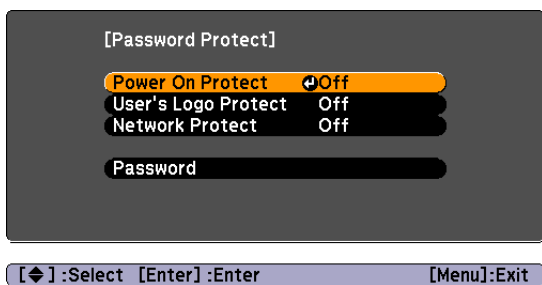 [Password Protect]
Power On Protect Off
User's Logo Protect Off
Network Protect Off
Password
[◆] :Select [Enter] :Enter [Menu]:Exit